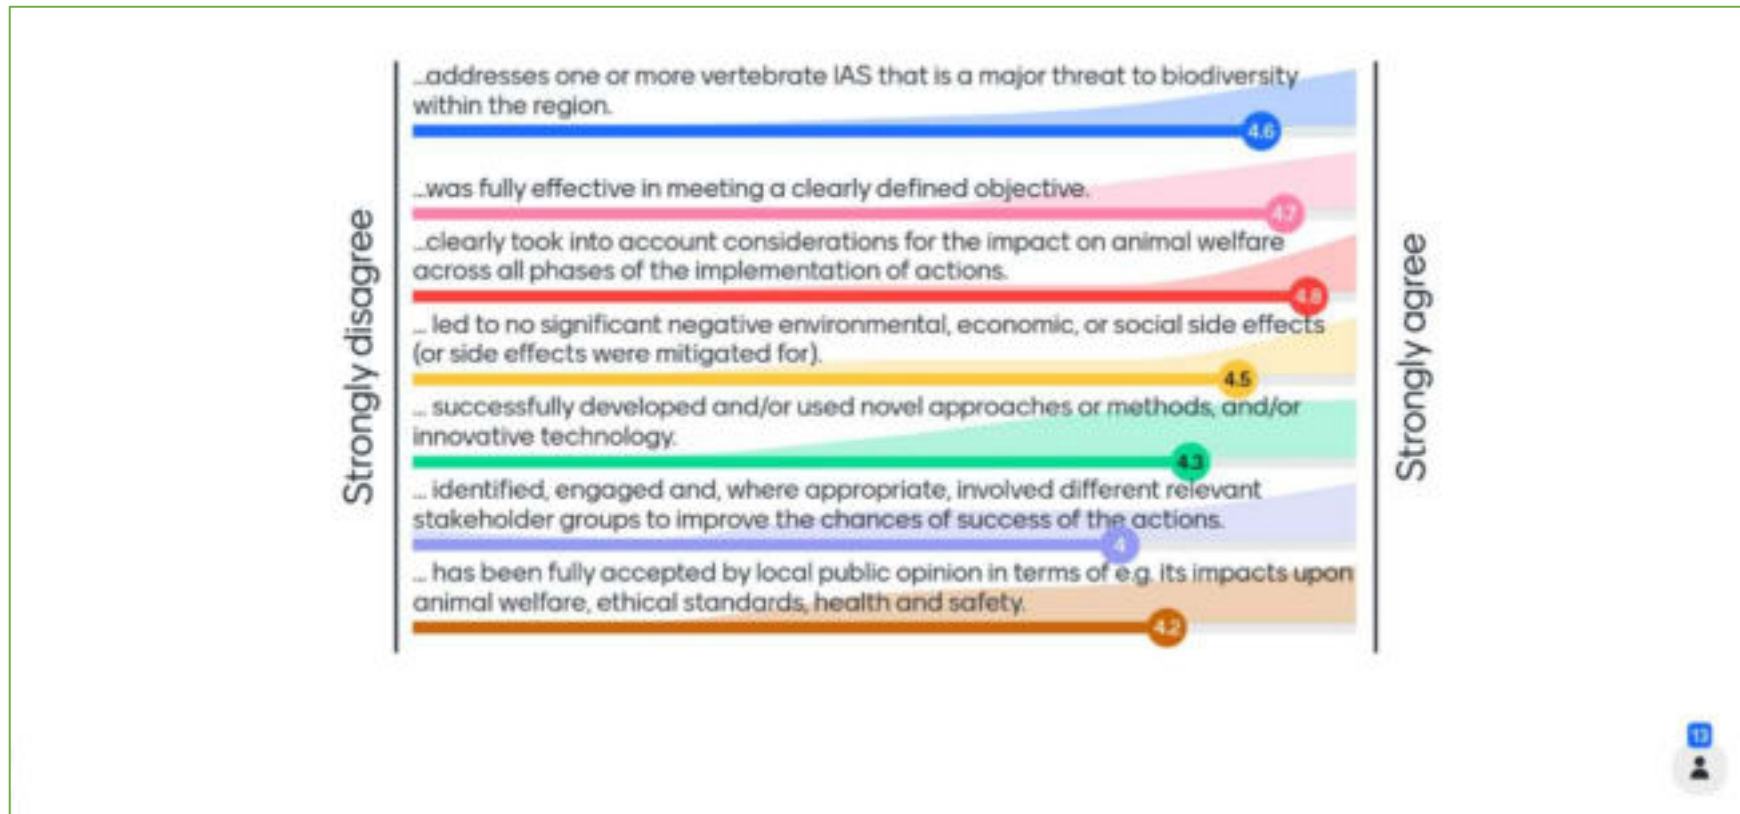 ...addresses one or more vertebrate IAS that is a major threat to biodiversity
within the region.
4.6
...was fully effective in meeting a clearly defined objective.
4.7
...clearly took into account considerations for the impact on animal welfare
across all phases of the implementation of actions.
4.8
... led to no significant negative environmental, economic, or social side effects
(or side effects were mitigated for).
4.5
... successfully developed and/or used novel approaches or methods, and/or
innovative technology.
4.3
... identified, engaged and, where appropriate, involved different relevant
stakeholder groups to improve the chances of success of the actions.
4
... has been fully accepted by local public opinion in terms of e.g. its impacts upon
animal welfare, ethical standards, health and safety.
4.2
Strongly disagree
Strongly agree
13